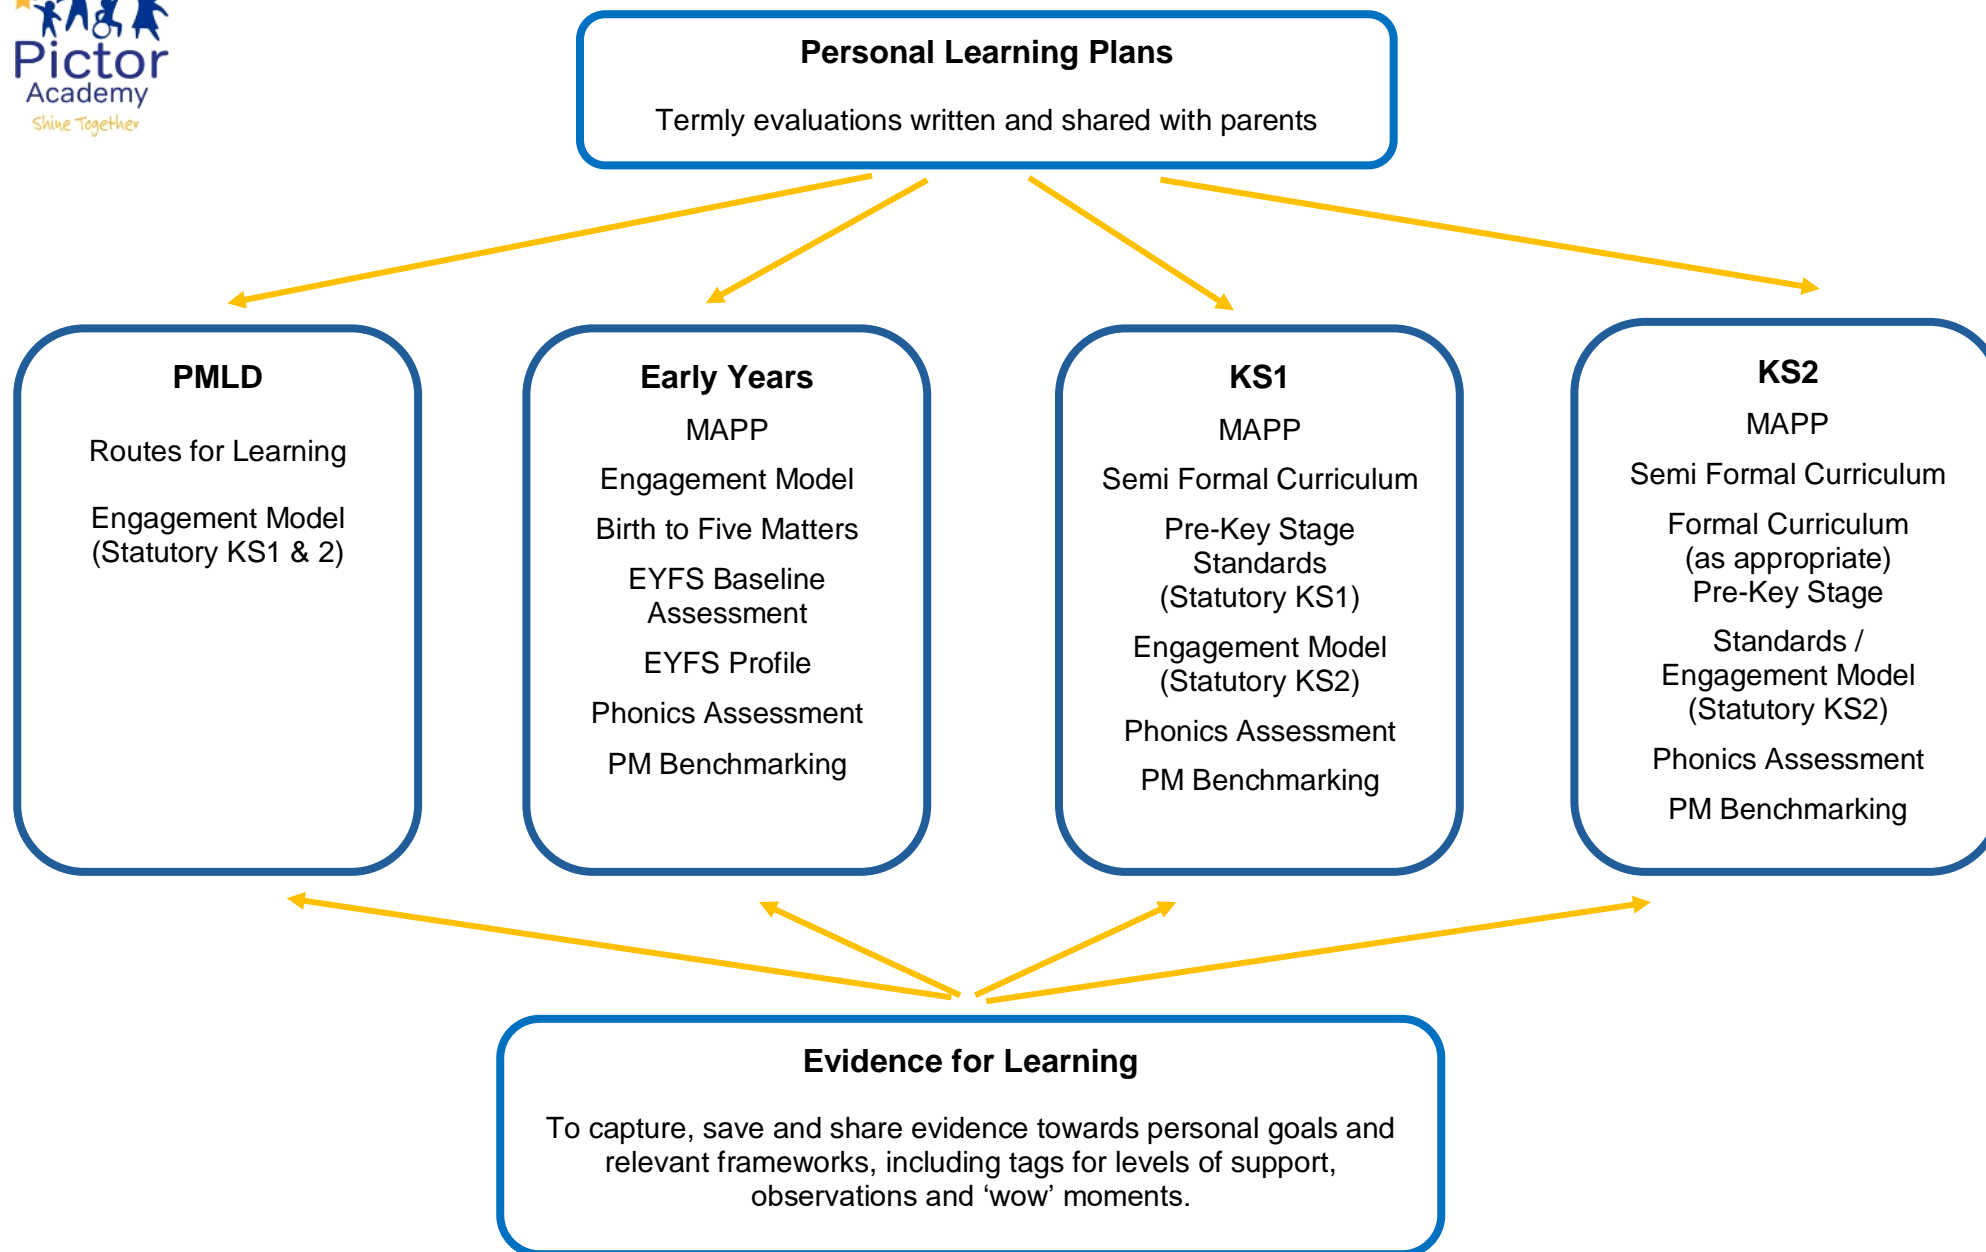 Pictor
Academy
Shine Together
Personal Learning Plans
Termly evaluations written and shared with parents
PMLD
Routes for Learning
Engagement Model
(Statutory KS1 & 2)
Early Years
MAPP
Engagement Model
Birth to Five Matters
EYFS Baseline
Assessment
EYFS Profile
Phonics Assessment
PM Benchmarking
KS1
MAPP
Semi Formal Curriculum
Pre-Key Stage
Standards
(Statutory KS1)
Engagement Model
(Statutory KS2)
Phonics Assessment
PM Benchmarking
KS2
MAPP
Semi Formal Curriculum
Formal Curriculum
(as appropriate)
Pre-Key Stage
Standards /
Engagement Model
(Statutory KS2)
Phonics Assessment
PM Benchmarking
Evidence for Learning
To capture, save and share evidence towards personal goals and
relevant frameworks, including tags for levels of support,
observations and ‘wow’ moments.